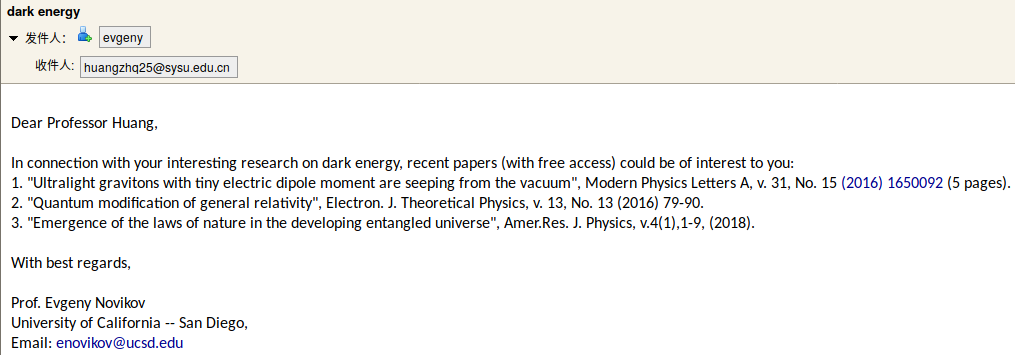 dark energy
发件人: evgeny
收件人: huangzhq25@sysu.edu.cn
Dear Professor Huang,
In connection with your interesting research on dark energy, recent papers (with free access) could be of interest to you:
1. "Ultralight gravitons with tiny electric dipole moment are seeping from the vacuum", Modern Physics Letters A, v. 31, No. 15 (2016) 1650092 (5 pages).
2. "Quantum modification of general relativity", Electron. J. Theoretical Physics, v. 13, No. 13 (2016) 79-90.
3. "Emergence of the laws of nature in the developing entangled universe", Amer.Res. J. Physics, v.4(1),1-9, (2018).
With best regards,
Prof. Evgeny Novikov
University of California -- San Diego,
Email: enovikov@ucsd.edu